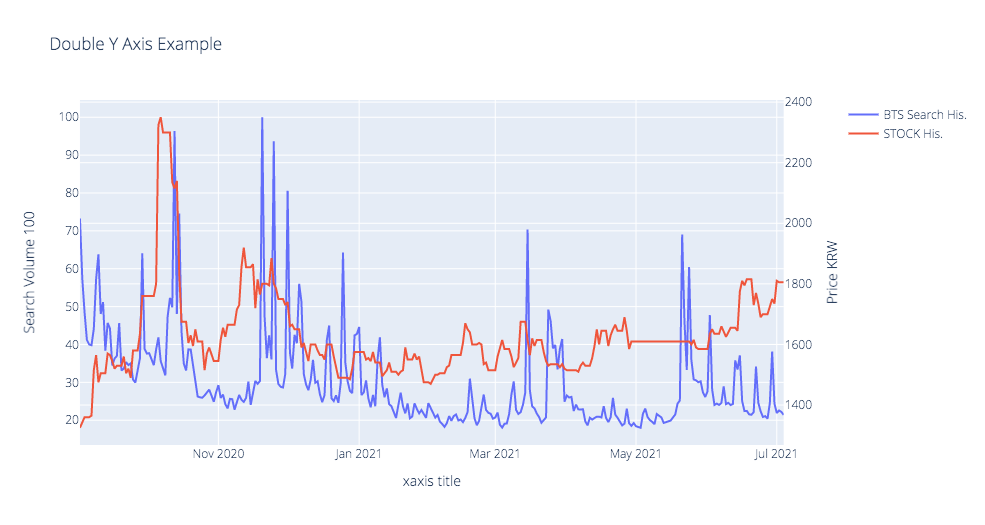 Double Y Axis Example
BTS Search His.
STOCK His.
Search Volume 100
100
90
80
70
60
50
40
30
20
2400
2200
2000
1800
1600
1400
Price KRW
Nov 2020
Jan 2021
Mar 2021
May 2021
Jul 2021
xaxis title